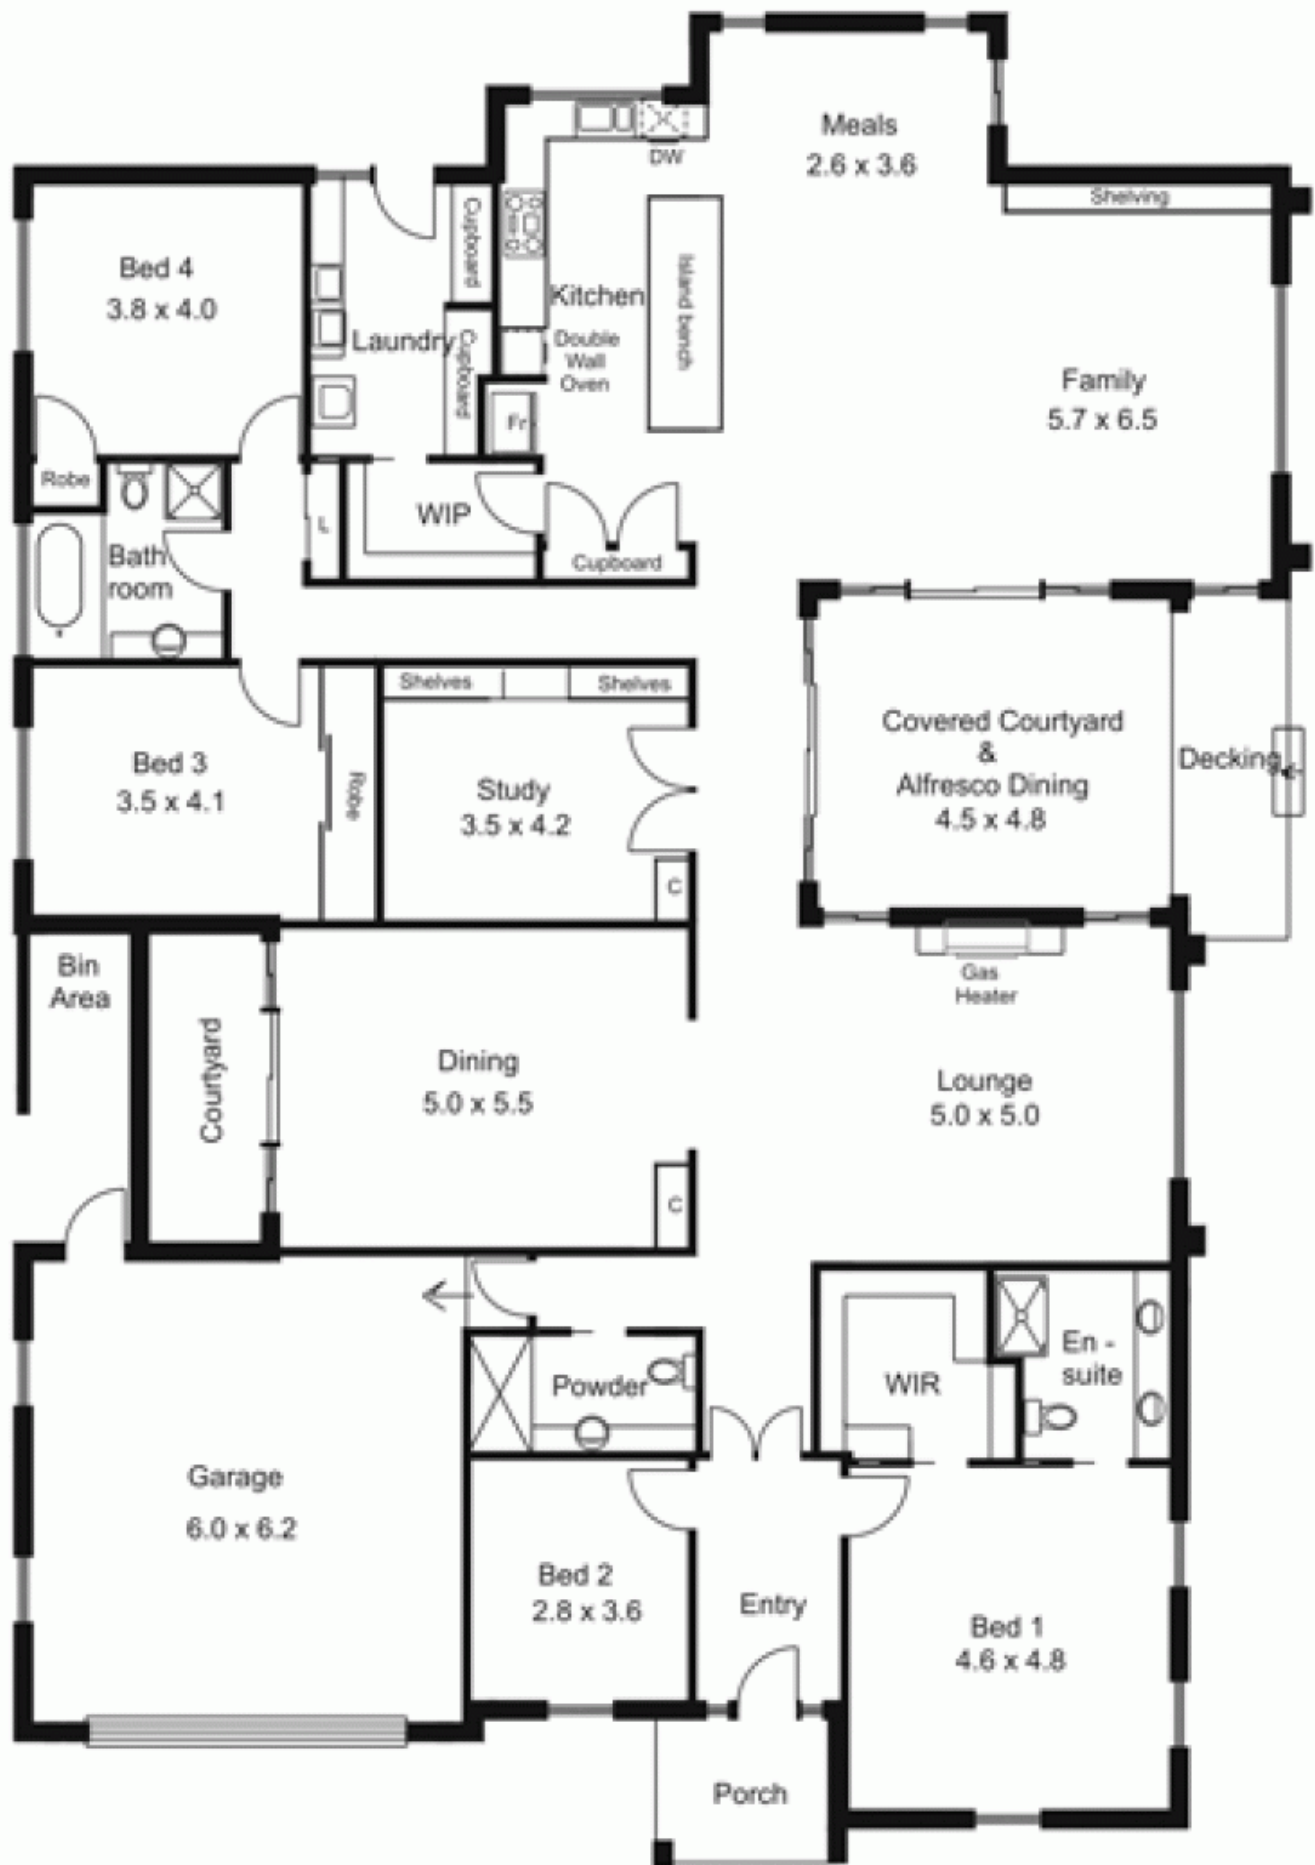 Meals
2.6 x 3.6
DW
Shelving
Cupboard
Bed 4
3.8 x 4.0
Kitchen
Island bench
Laundry
Cupboard
Double
Wall
Oven
Family
5.7 x 6.5
Fr
Robe
WIP
L
Bath
room
Cupboard
Shelves
Shelves
Covered Courtyard
&
Alfresco Dining
4.5 x 4.8
Decking
Bed 3
3.5 x 4.1
Robe
Study
3.5 x 4.2
C
Bin
Area
Gas
Heater
Courtyard
Dining
5.0 x 5.5
Lounge
5.0 x 5.0
C
En -
suite
Powder
WIR
Garage
6.0 x 6.2
Bed 2
2.8 x 3.6
Entry
Bed 1
4.6 x 4.8
Porch